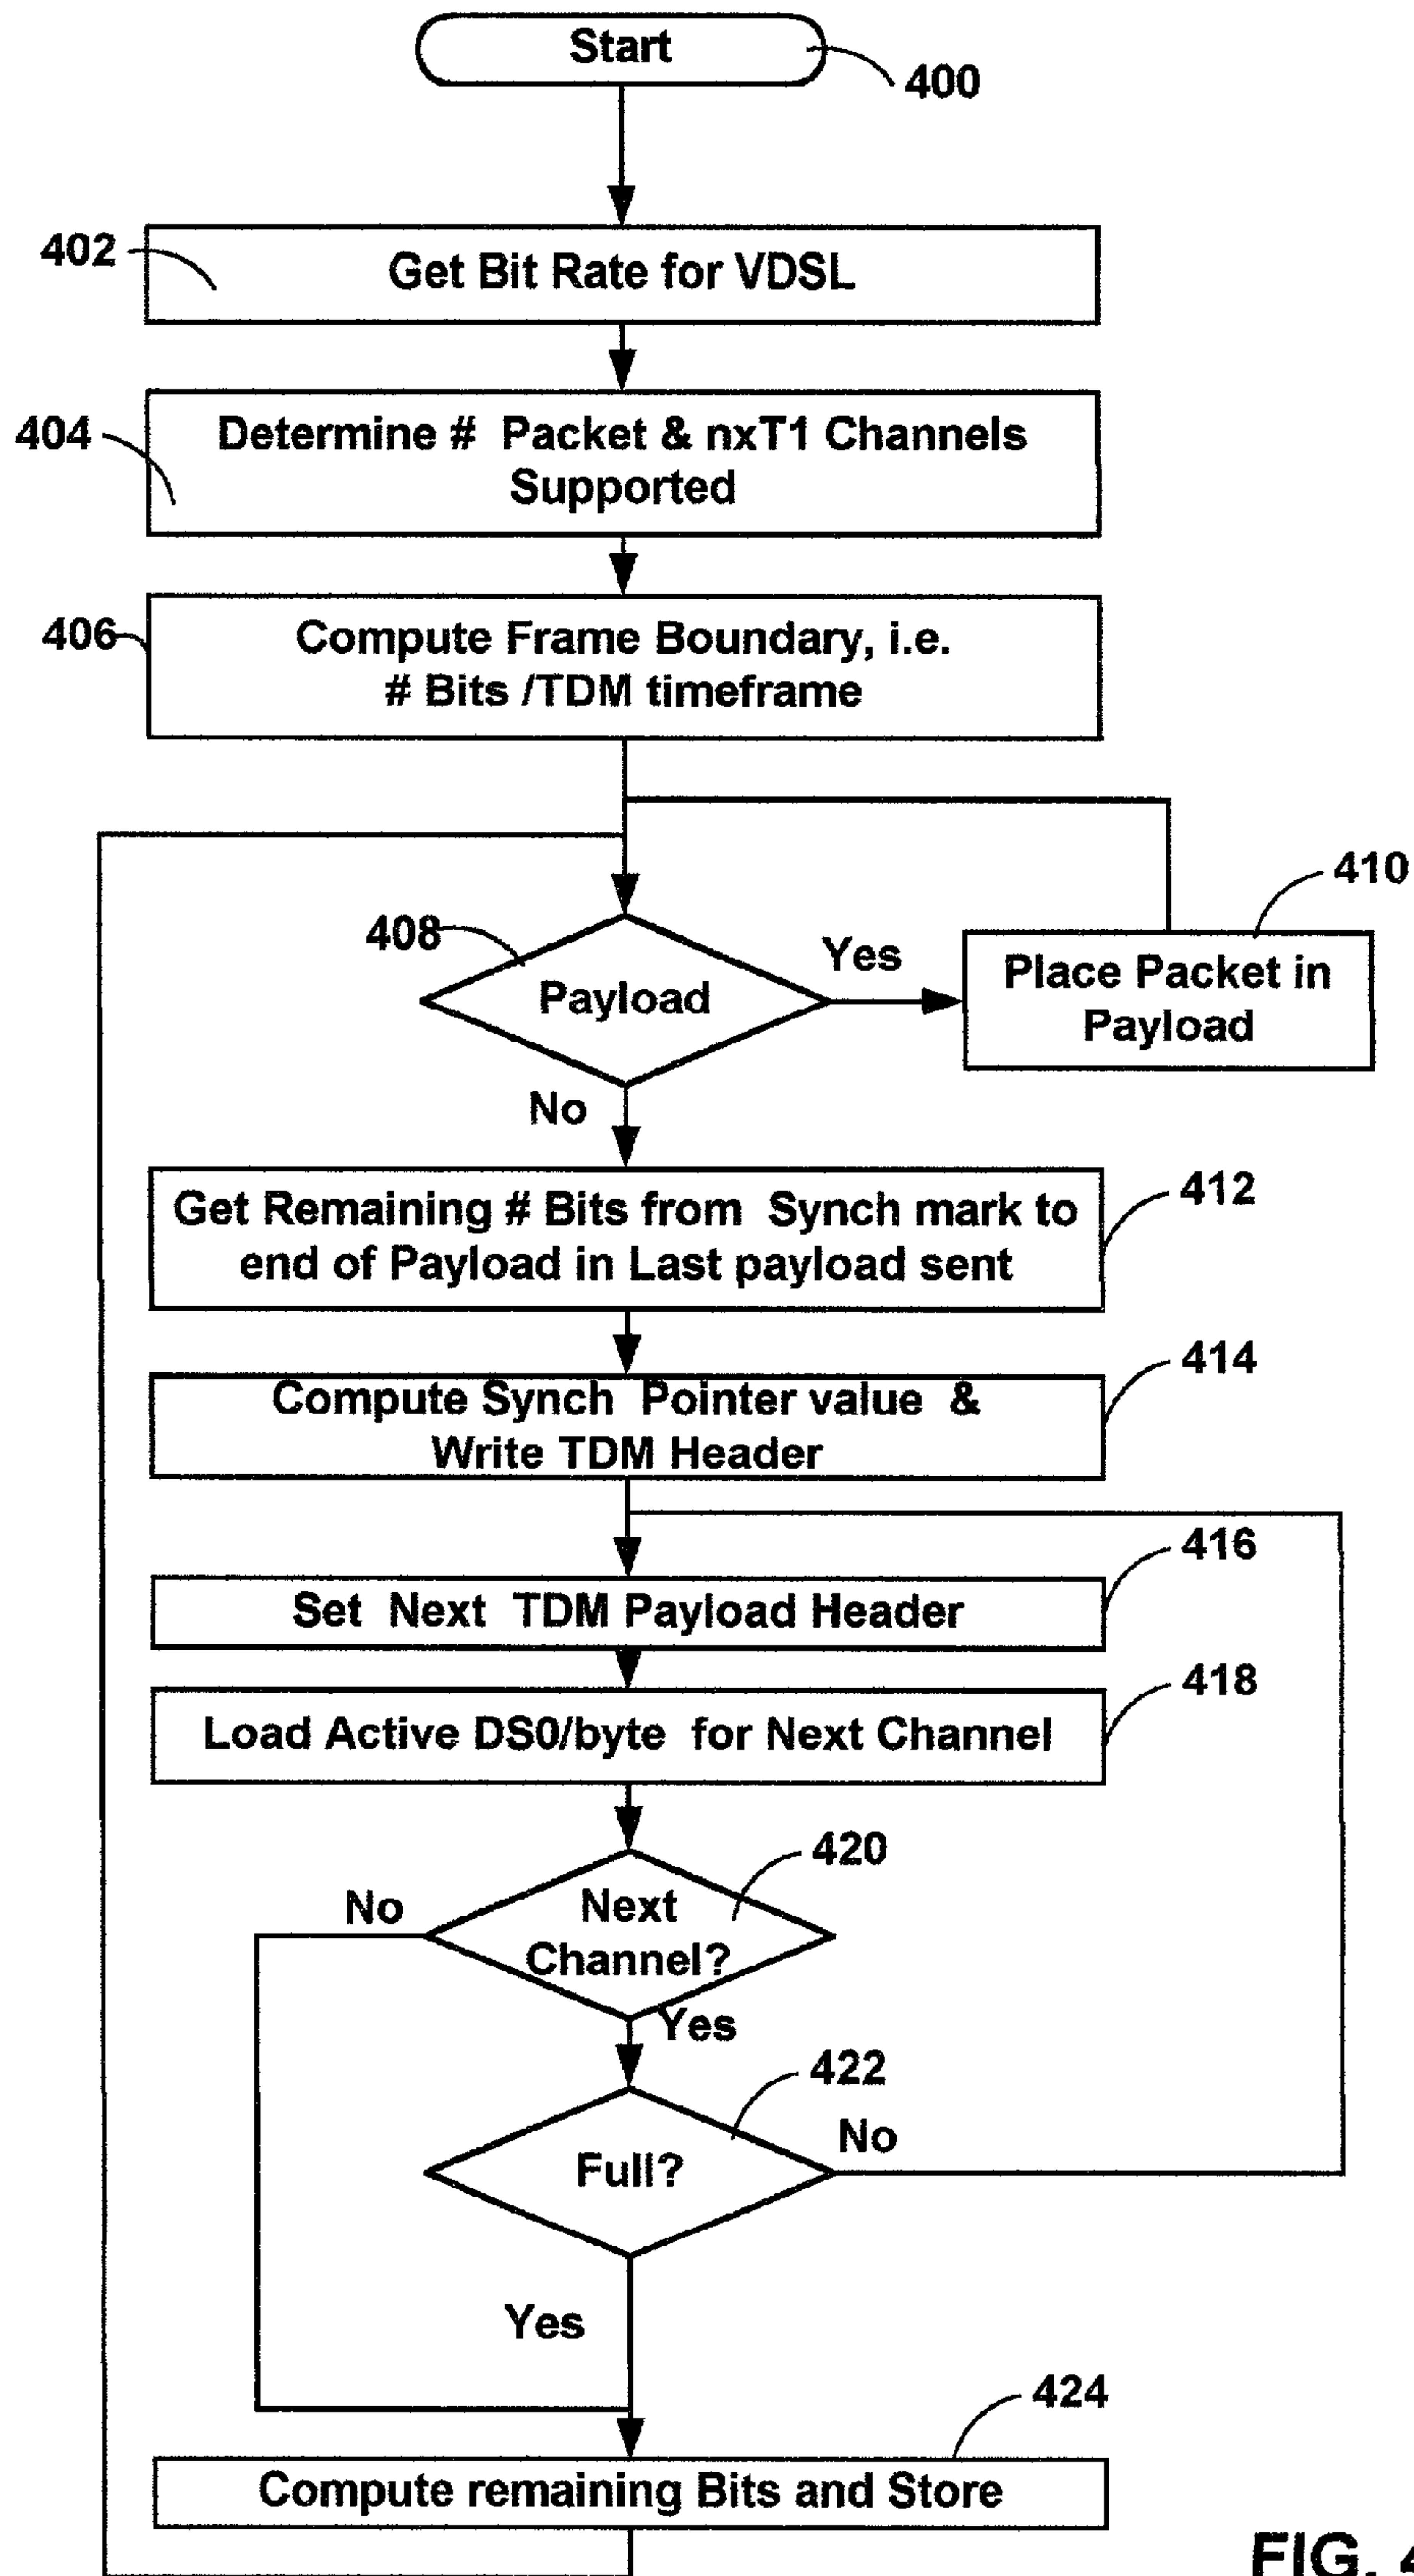 Start
400
402
Get Bit Rate for VDSL
404
Determine # Packet & nxT1 Channels
Supported
406
Compute Frame Boundary, i.e.
# Bits /TDM timeframe
408
Payload
Yes
410
Place Packet in
Payload
No
412
Get Remaining # Bits from Synch mark to
end of Payload in Last payload sent
414
Compute Synch Pointer value &
Write TDM Header
416
Set Next TDM Payload Header
418
Load Active DS0/byte for Next Channel
420
No
Next
Channel?
Yes
422
No
Full?
Yes
424
Compute remaining Bits and Store
FIG. 4